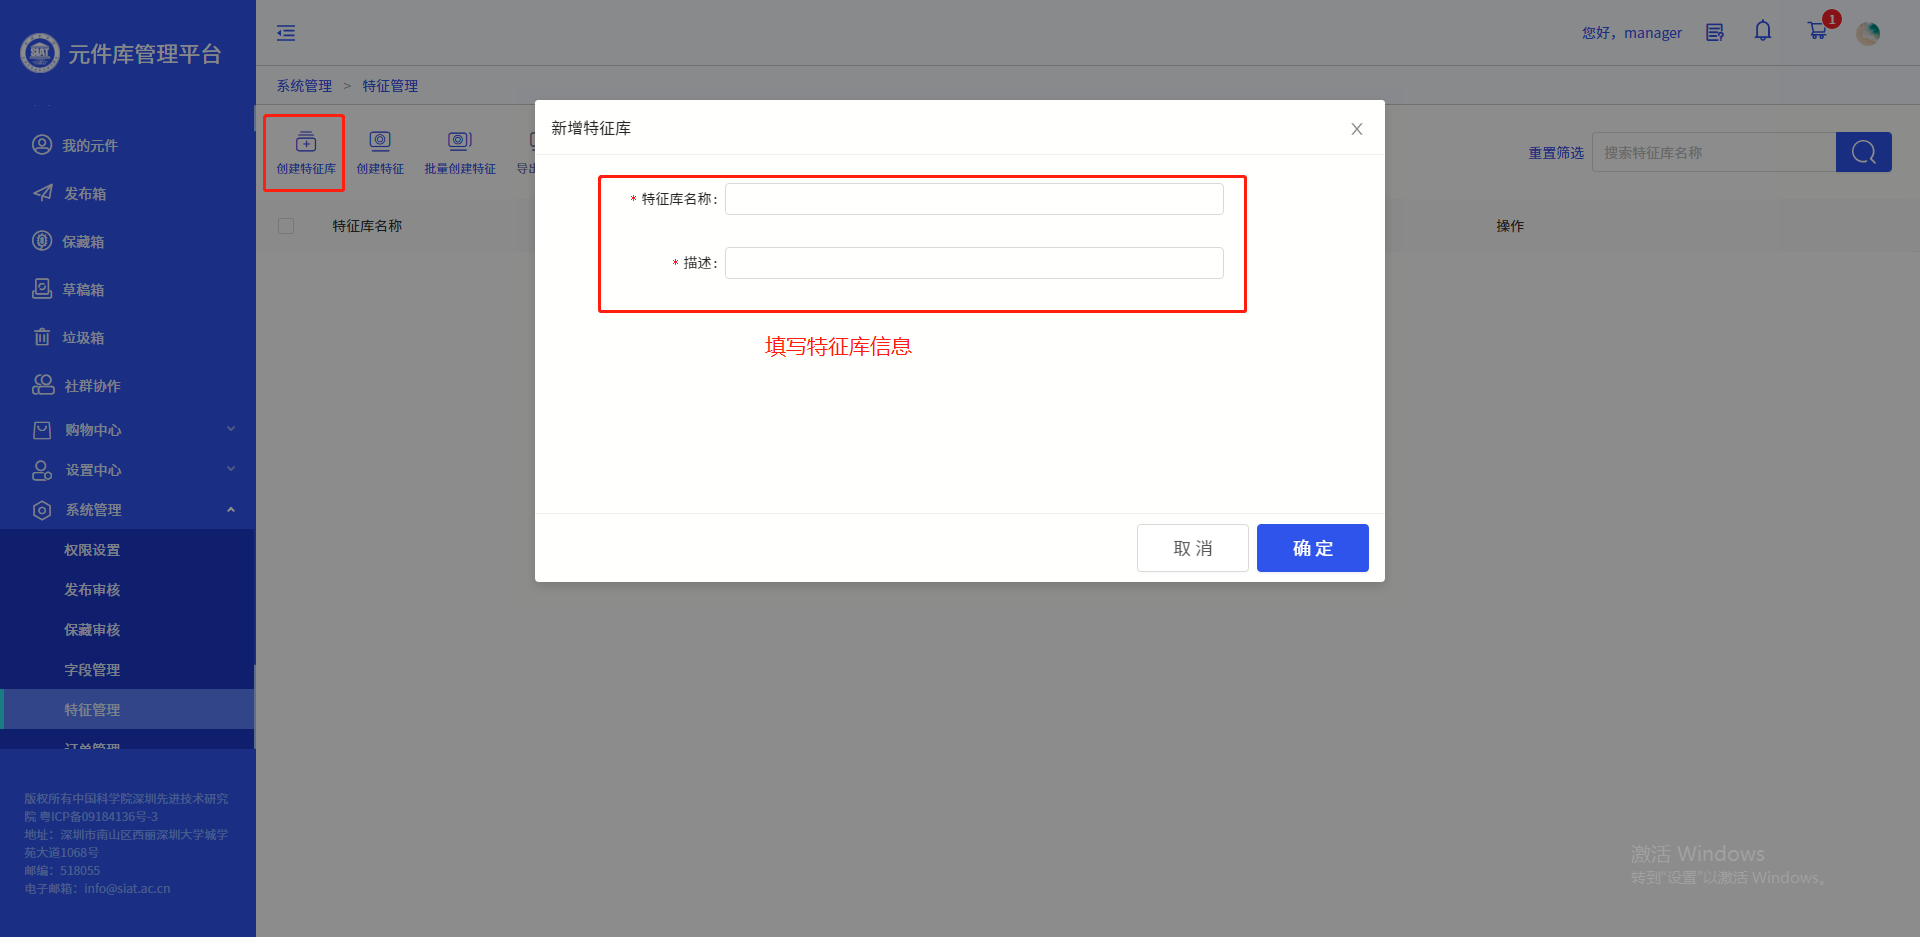 元件库管理平台
我的元件
发布箱
保藏箱
草稿箱
垃圾箱
社群协作
购物中心
设置中心
系统管理
权限设置
发布审核
保藏审核
字段管理
特征管理
订单管理
版权所有中国科学院深圳先进技术研究
院 粤ICP备09184136号-3
地址：深圳市南山区西丽深圳大学城学
苑大道1068号
邮编：518055
电子邮箱：info@siat.ac.cn
您好，manager
1
系统管理 > 特征管理
创建特征库
创建特征
批量创建特征
导出
重置筛选
搜索特征库名称
特征库名称
操作
新增特征库
X
* 特征库名称:
* 描述:
填写特征库信息
取 消
确 定
激活 Windows
转到"设置"以激活 Windows。
SIAT